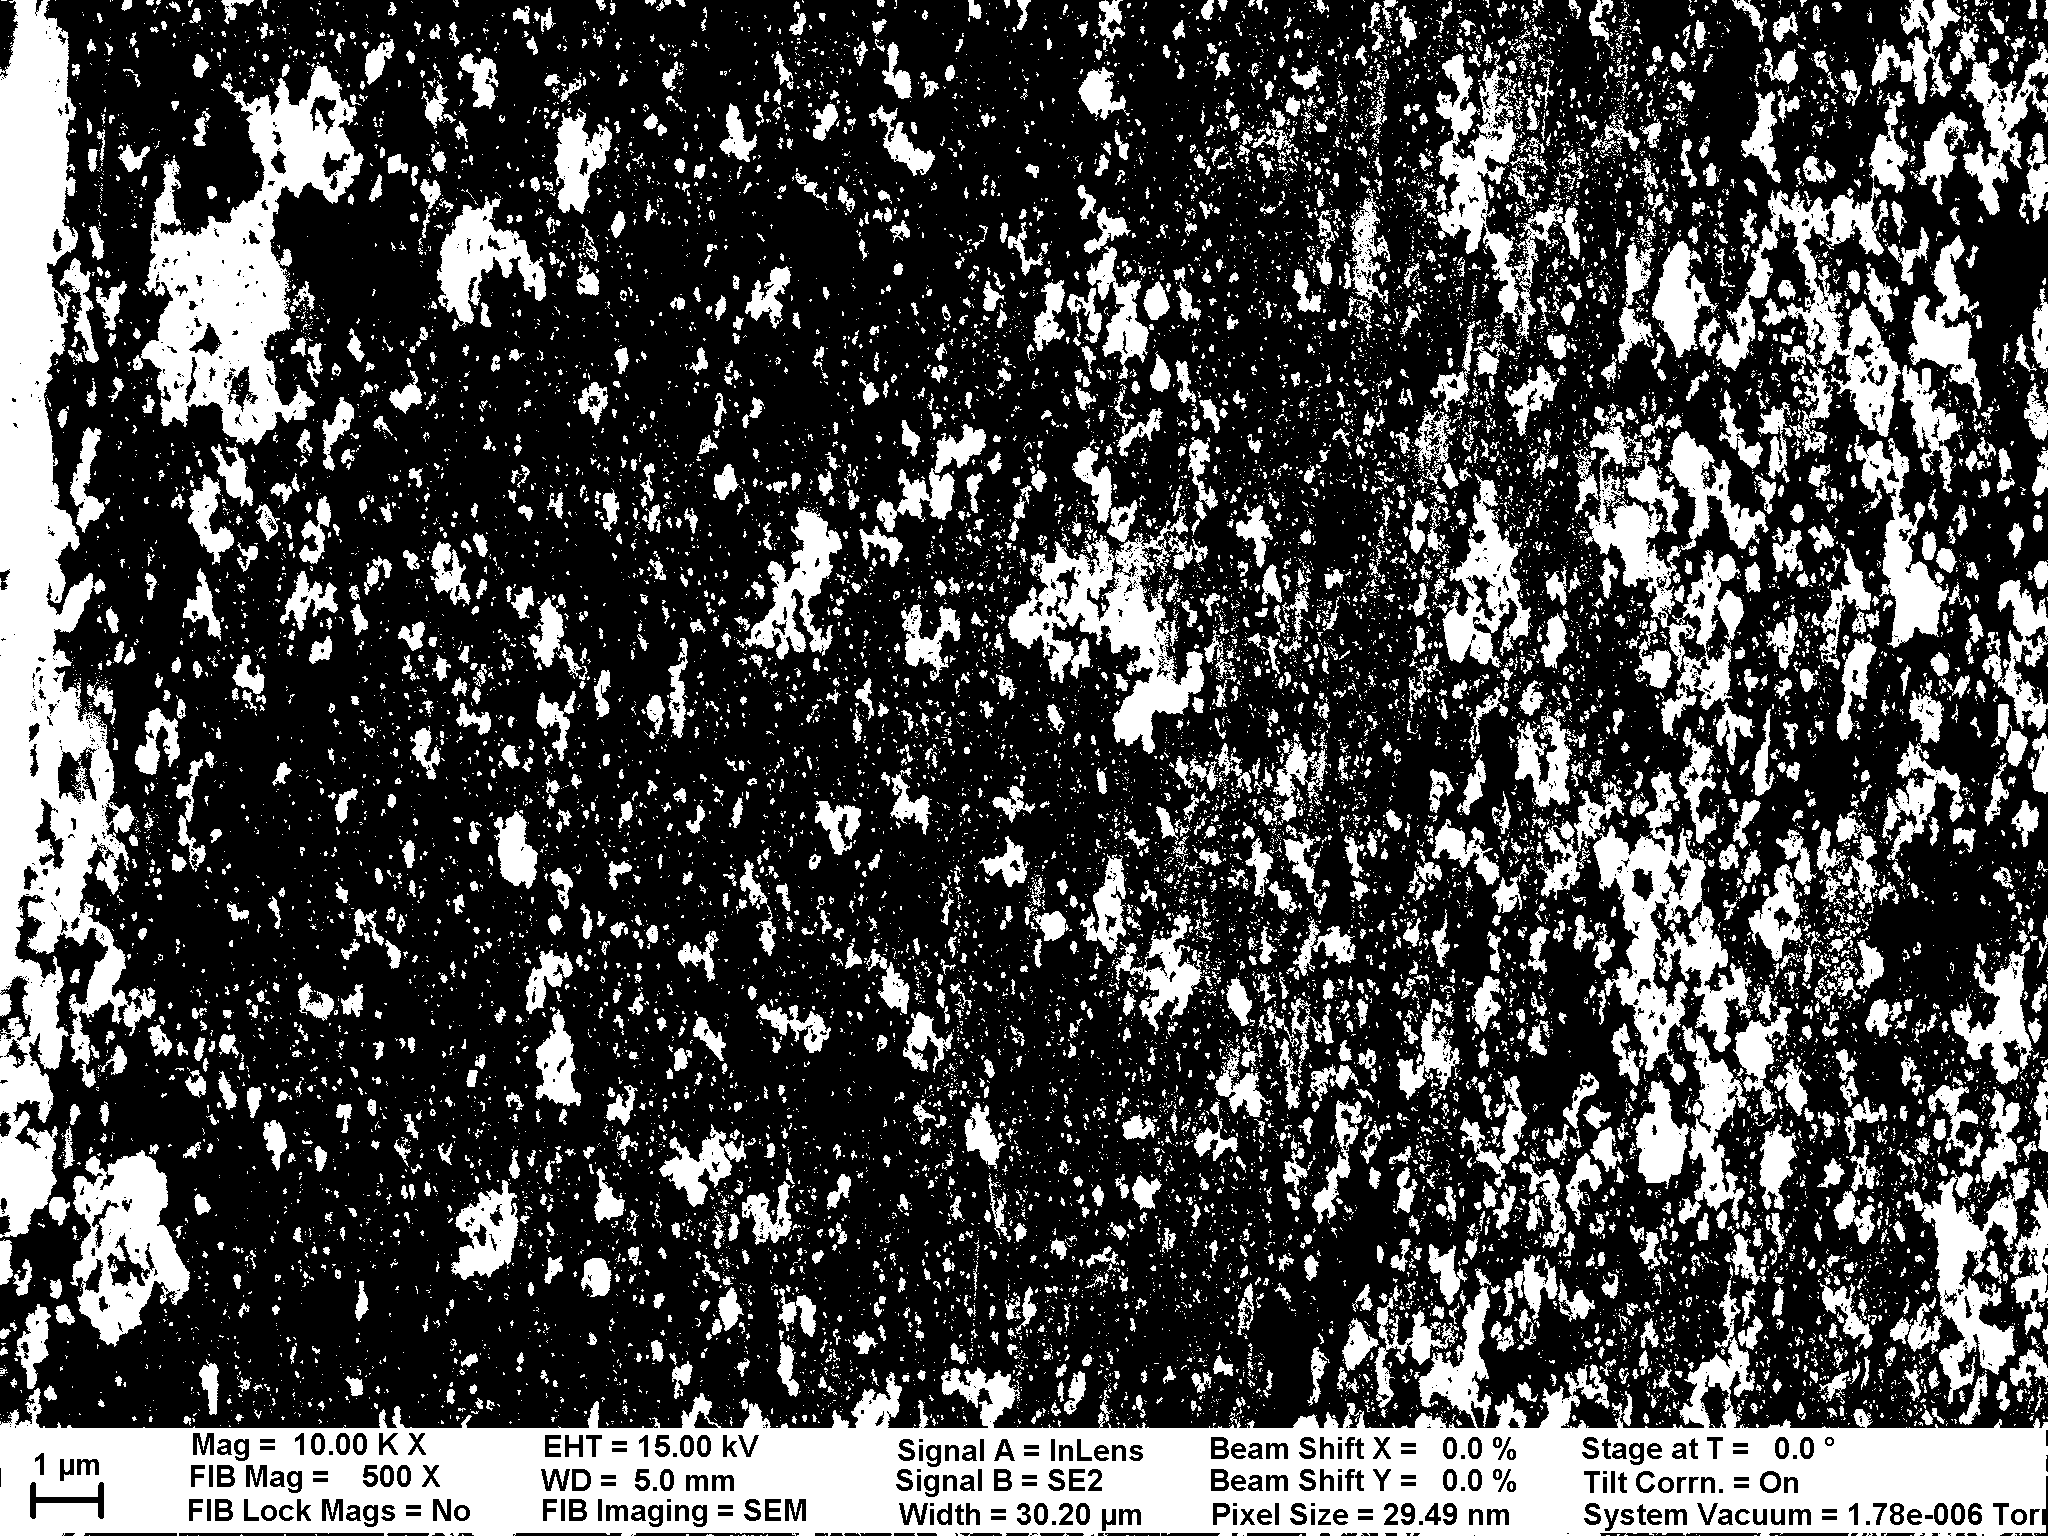 1 µm
Mag = 10.00 K X
FIB Mag = 500 X
FIB Lock Mags = No
EHT = 15.00 kV
WD = 5.0 mm
FIB Imaging = SEM
Signal A = InLens
Signal B = SE2
Width = 30.20 µm
Beam Shift X = 0.0 %
Beam Shift Y = 0.0 %
Pixel Size = 29.49 nm
Stage at T = 0.0 °
Tilt Corrn. = On
System Vacuum = 1.78e-006 Torr